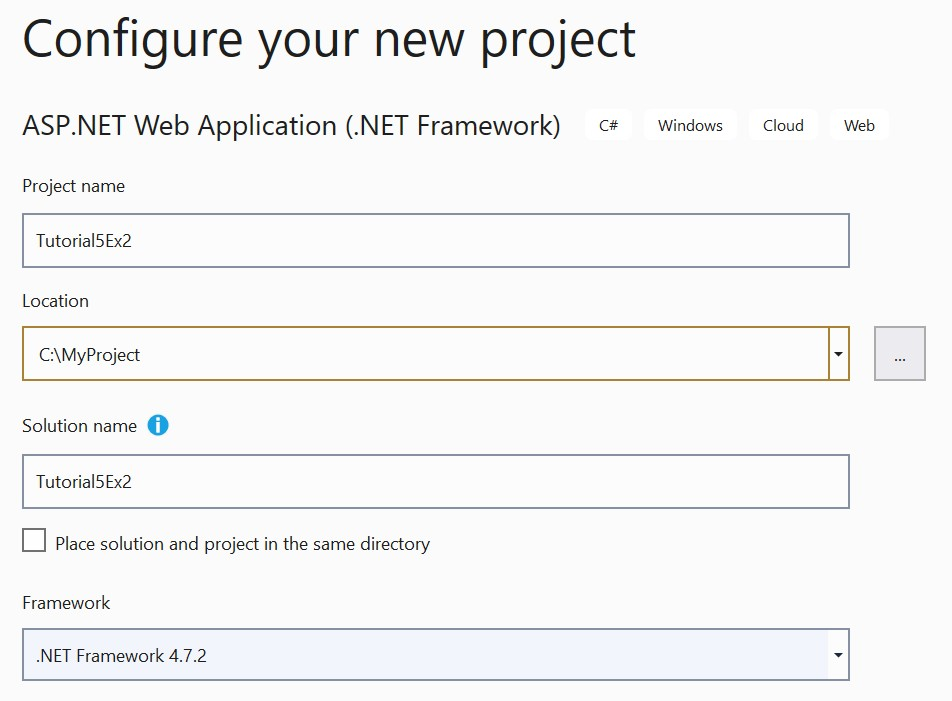 Configure your new project
ASP.NET Web Application (.NET Framework) C# Windows Cloud Web
Project name
Tutorial5Ex2
Location
C:\MyProject
...
Solution name
Tutorial5Ex2
Place solution and project in the same directory
Framework
.NET Framework 4.7.2